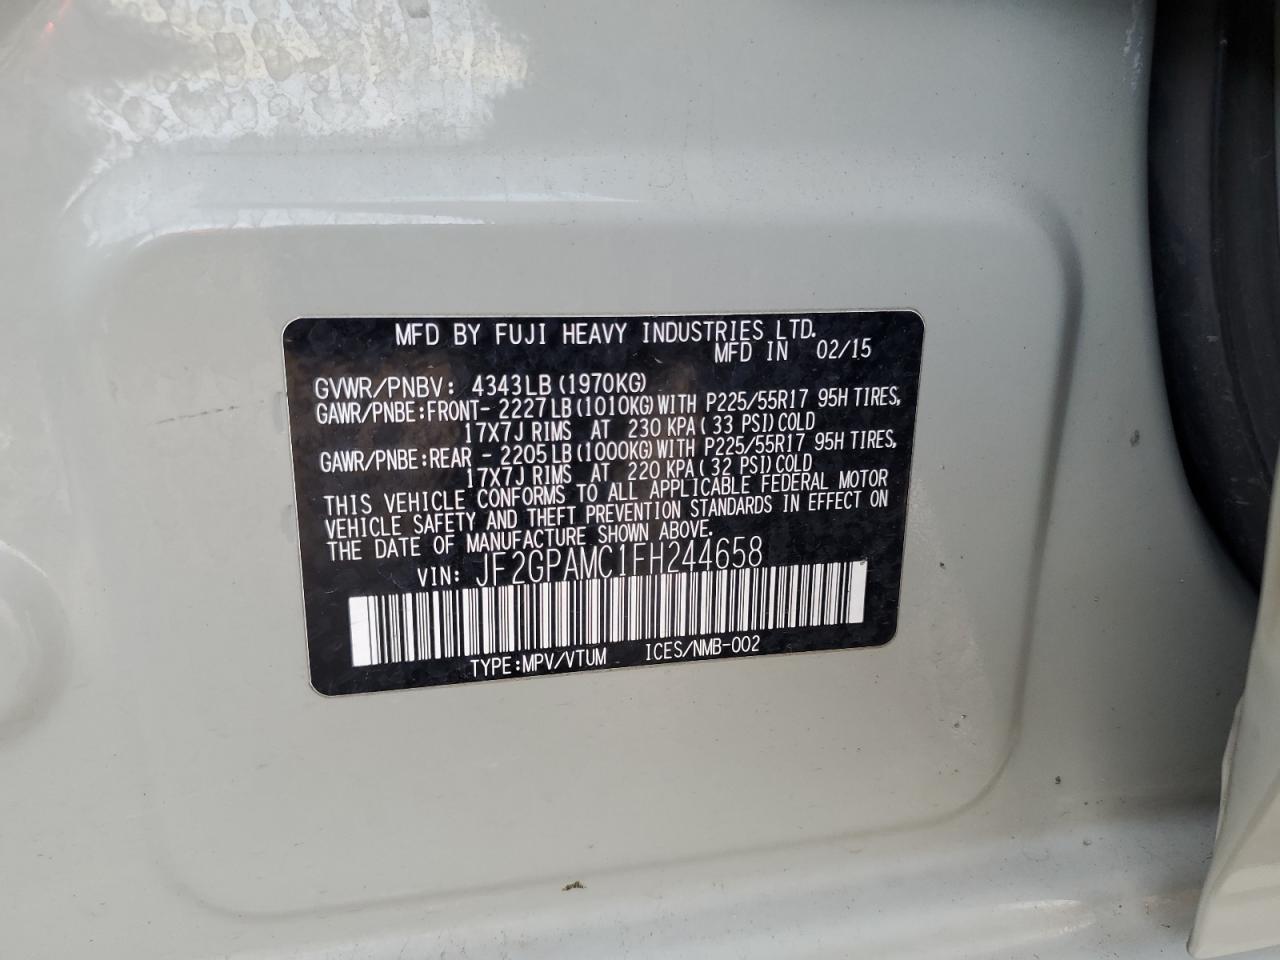 MFD BY FUJI HEAVY INDUSTRIES LTD.
MFD IN 02/15
GVWR/PNBV: 4343LB(1970KG)
GAWR/PNBE:FRONT- 2227LB(1010KG)WITH P225/55R17 95H TIRES,
17X7J RIMS AT 230 KPA(33 PSI)COLD
GAWR/PNBE:REAR - 2205LB(1000KG)WITH P225/55R17 95H TIRES,
17X7J RIMS AT 220 KPA(32 PSI)COLD
THIS VEHICLE CONFORMS TO ALL APPLICABLE FEDERAL MOTOR
VEHICLE SAFETY AND THEFT PREVENTION STANDARDS IN EFFECT ON
THE DATE OF MANUFACTURE SHOWN ABOVE.
VIN: JF2GPAMC1FH244658
TYPE:MPV/VTUM ICES/NMB-002